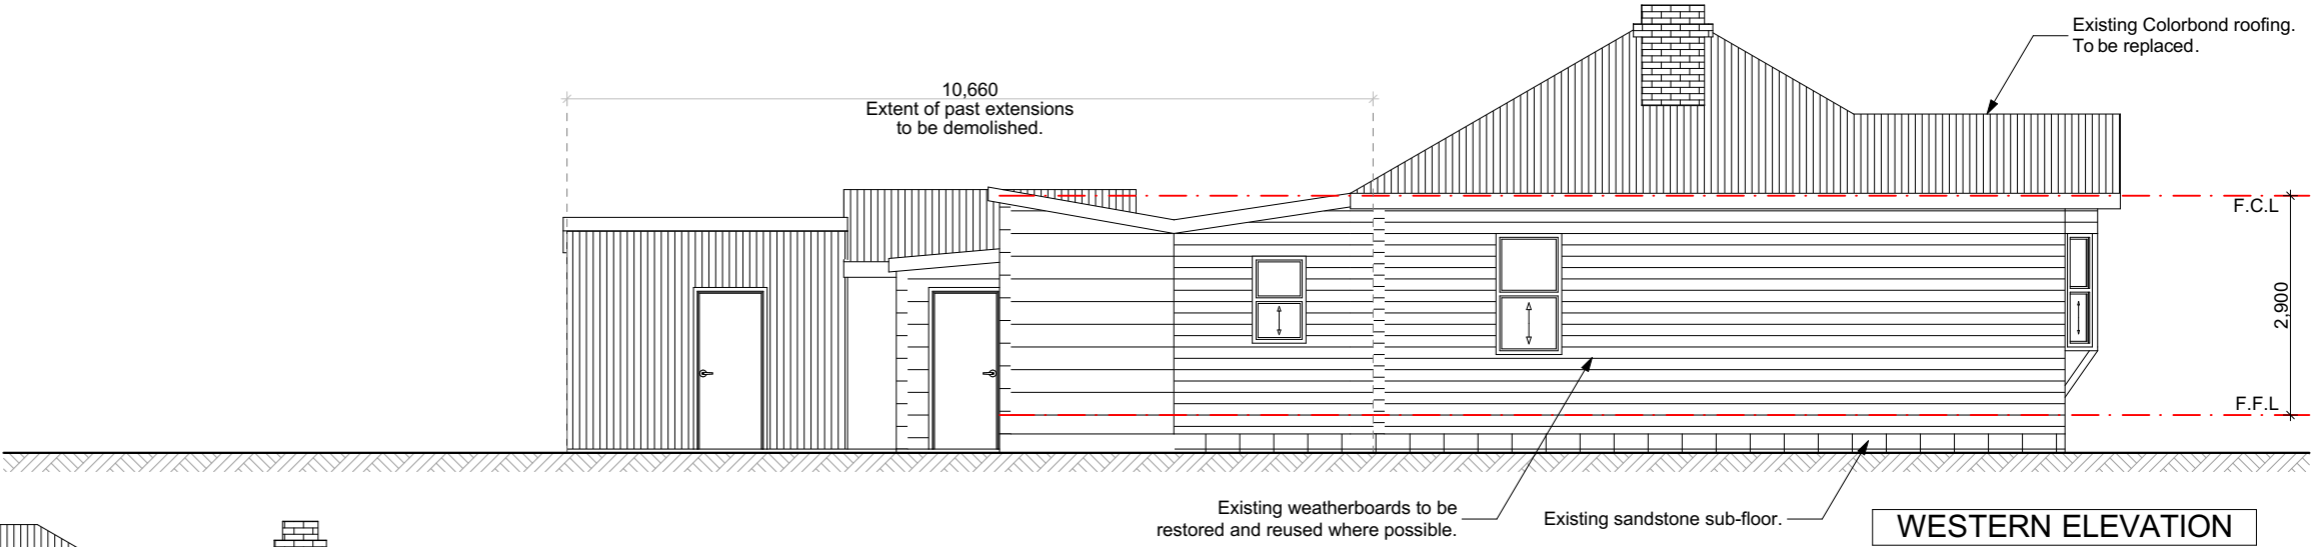 Existing Colorbond roofing.
To be replaced.
10,660
Extent of past extensions
to be demolished.
F.C.L
2,900
F.F.L
Existing weatherboards to be
restored and reused where possible.
Existing sandstone sub-floor.
WESTERN ELEVATION